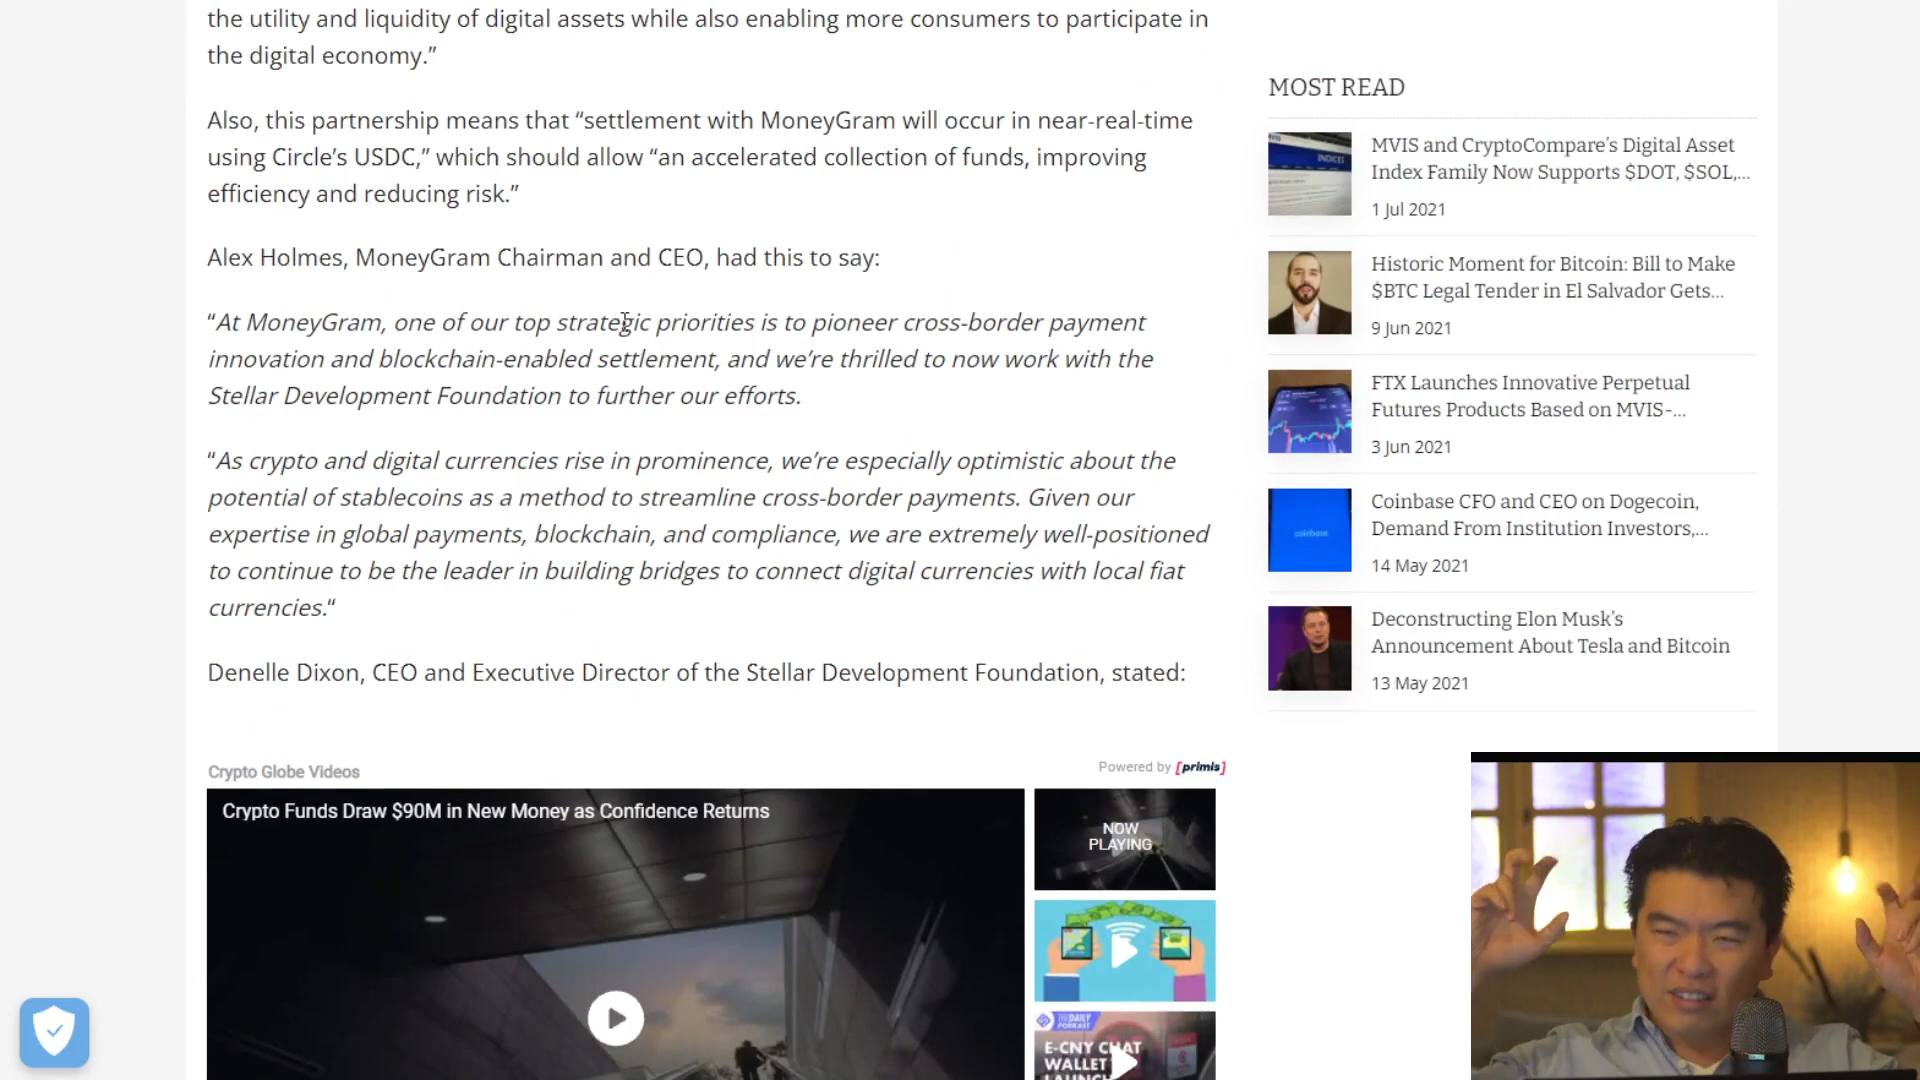 the utility and liquidity of digital assets while also enabling more consumers to participate in
the digital economy.”
Also, this partnership means that “settlement with MoneyGram will occur in near-real-time
using Circle’s USDC,” which should allow “an accelerated collection of funds, improving
efficiency and reducing risk.”
Alex Holmes, MoneyGram Chairman and CEO, had this to say:
“At MoneyGram, one of our top strategic priorities is to pioneer cross-border payment
innovation and blockchain-enabled settlement, and we’re thrilled to now work with the
Stellar Development Foundation to further our efforts.
“As crypto and digital currencies rise in prominence, we’re especially optimistic about the
potential of stablecoins as a method to streamline cross-border payments. Given our
expertise in global payments, blockchain, and compliance, we are extremely well-positioned
to continue to be the leader in building bridges to connect digital currencies with local fiat
currencies.“
Denelle Dixon, CEO and Executive Director of the Stellar Development Foundation, stated:
Crypto Globe Videos
Powered by [primis]
Crypto Funds Draw $90M in New Money as Confidence Returns
NOW
PLAYING
THE DAILY
FORKAST
E-CNY CHAT
WALLET
LAUNCH
MOST READ
INDICES
MVIS and CryptoCompare’s Digital Asset
Index Family Now Supports $DOT, $SOL,...
1 Jul 2021
Historic Moment for Bitcoin: Bill to Make
$BTC Legal Tender in El Salvador Gets...
9 Jun 2021
FTX Launches Innovative Perpetual
Futures Products Based on MVIS-...
3 Jun 2021
coinbase
Coinbase CFO and CEO on Dogecoin,
Demand From Institution Investors,...
14 May 2021
Deconstructing Elon Musk’s
Announcement About Tesla and Bitcoin
13 May 2021